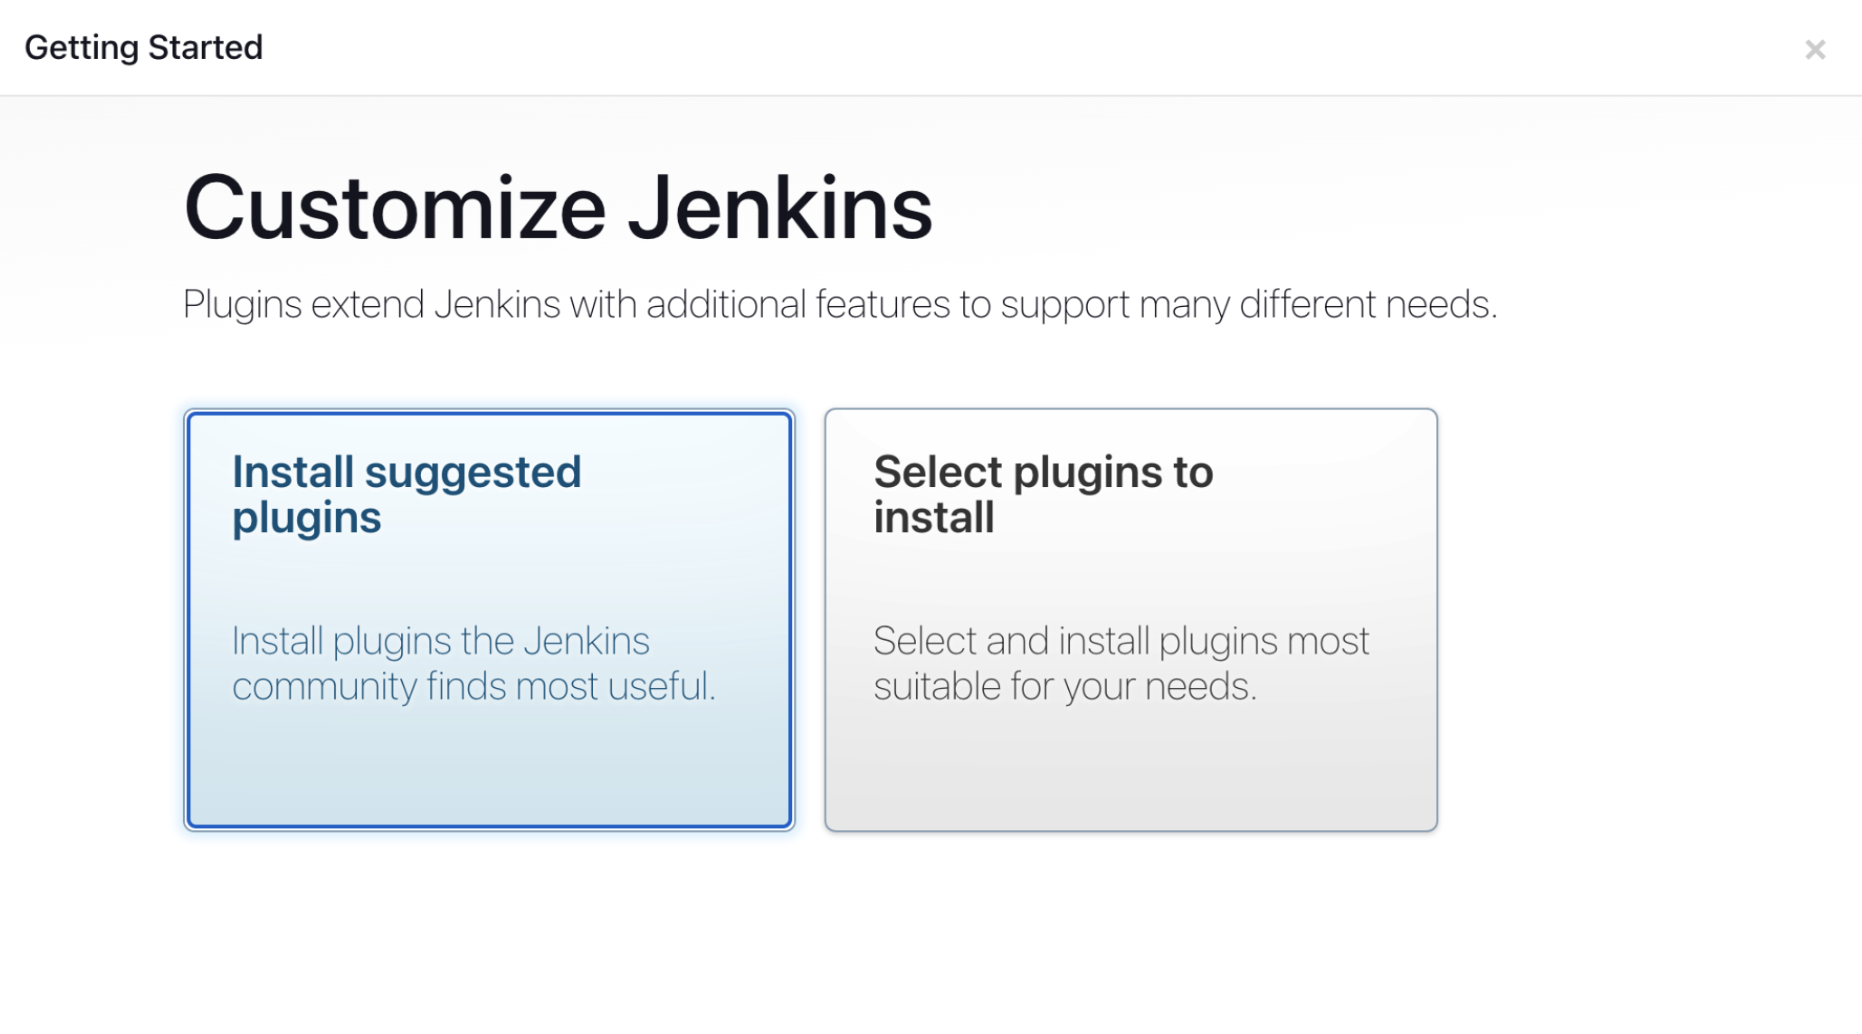 Getting Started
×
Customize Jenkins
Plugins extend Jenkins with additional features to support many different needs.
Install suggested
plugins
Install plugins the Jenkins
community finds most useful.
Select plugins to
install
Select and install plugins most
suitable for your needs.